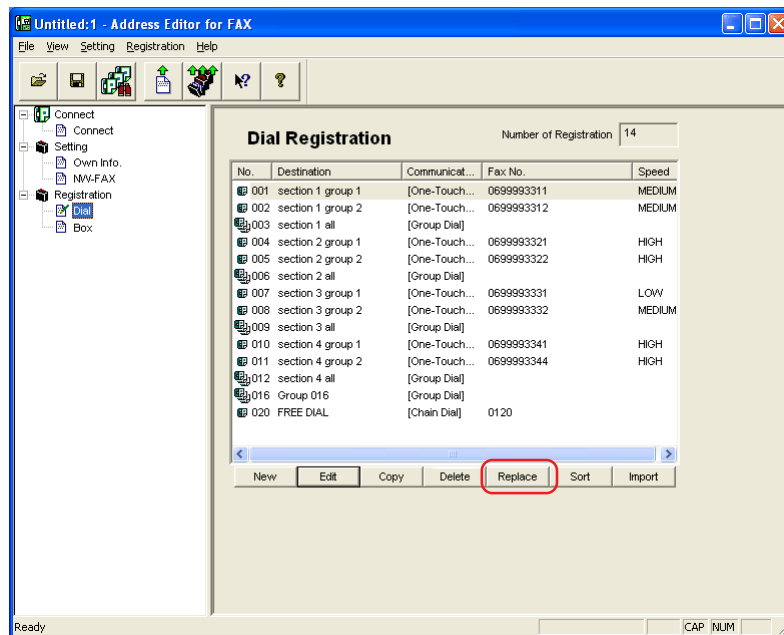 Untitled:1 - Address Editor for FAX
File View Setting Registration Help
Connect
Connect
Setting
Own Info.
NW-FAX
Registration
Dial
Box
Dial Registration
Number of Registration 14
No. Destination Communicat... Fax No. Speed
001 section 1 group 1 [One-Touch... 0699993311 MEDIUM
002 section 1 group 2 [One-Touch... 0699993312 MEDIUM
003 section 1 all [Group Dial]
004 section 2 group 1 [One-Touch... 0699993321 HIGH
005 section 2 group 2 [One-Touch... 0699993322 HIGH
006 section 2 all [Group Dial]
007 section 3 group 1 [One-Touch... 0699993331 LOW
008 section 3 group 2 [One-Touch... 0699993332 MEDIUM
009 section 3 all [Group Dial]
010 section 4 group 1 [One-Touch... 0699993341 HIGH
011 section 4 group 2 [One-Touch... 0699993344 HIGH
012 section 4 all [Group Dial]
016 Group 016 [Group Dial]
020 FREE DIAL [Chain Dial] 0120
New Edit Copy Delete Replace Sort Import
Ready CAP NUM